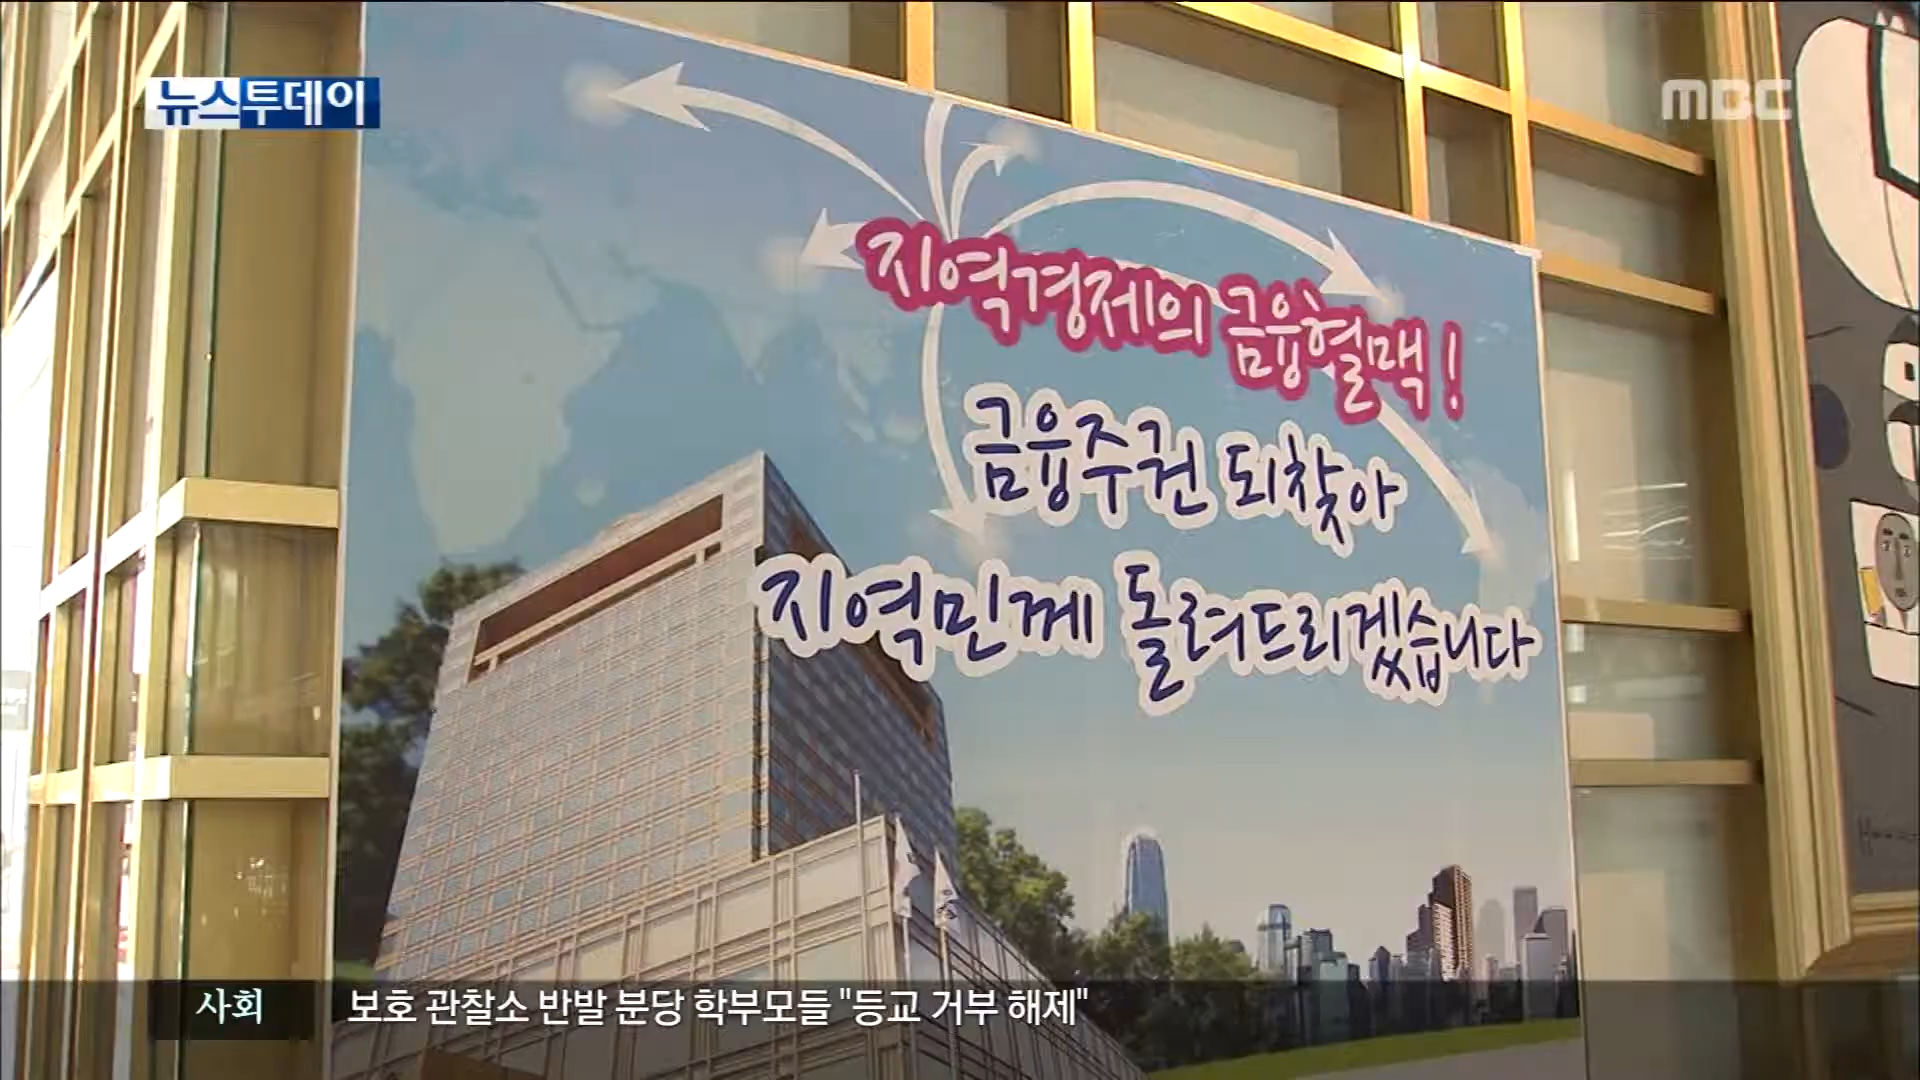 뉴스투데이
MBC
지역경제의 금융혈맥!
금융주권 되찾아
지역민께 돌려드리겠습니다
사회
보호 관찰소 반발 분당 학부모들 "등교 거부 해제"